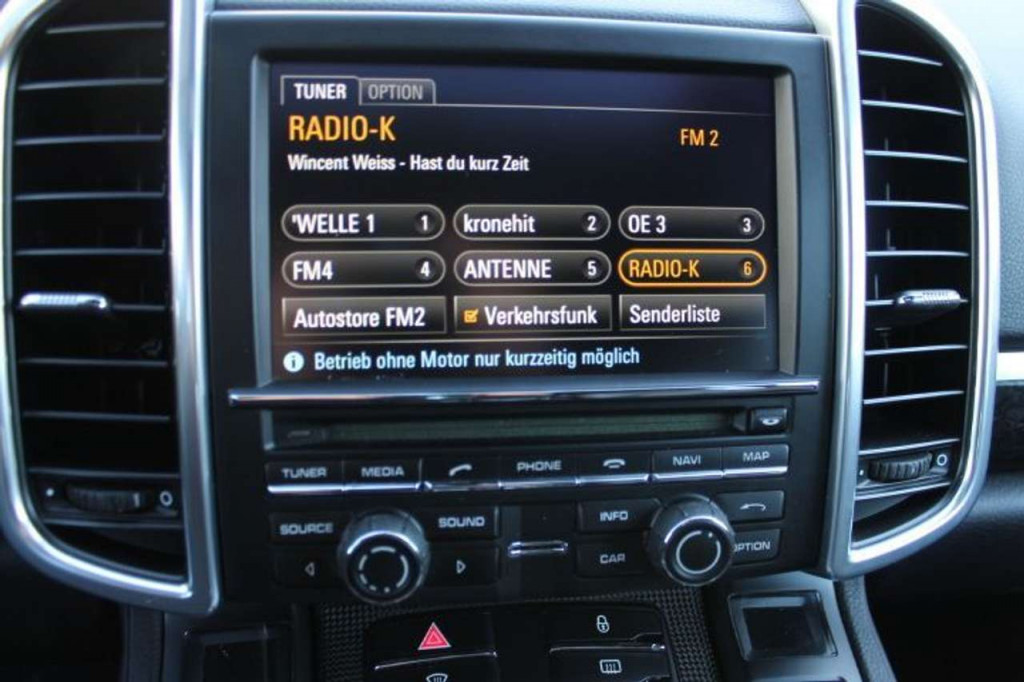 TUNER OPTION
RADIO-K
FM 2
Wincent Weiss - Hast du kurz Zeit
'WELLE 1 1 kronehit 2 OE 3 3
FM4 4 ANTENNE 5 RADIO-K 6
Autostore FM2 Verkehrsfunk Senderliste
Betrieb ohne Motor nur kurzzeitig möglich
TUNER MEDIA PHONE NAVI MAP
SOURCE SOUND INFO
CAR OPTION